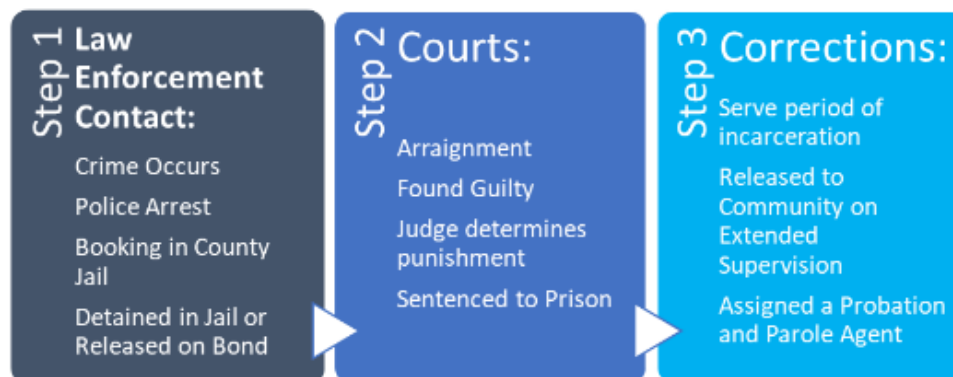 Step 1
Law
Enforcement
Contact:
Crime Occurs
Police Arrest
Booking in County
Jail
Detained in Jail or
Released on Bond
Step 2
Courts:
Arraignment
Found Guilty
Judge determines
punishment
Sentenced to Prison
Step 3
Corrections:
Serve period of
incarceration
Released to
Community on
Extended
Supervision
Assigned a Probation
and Parole Agent